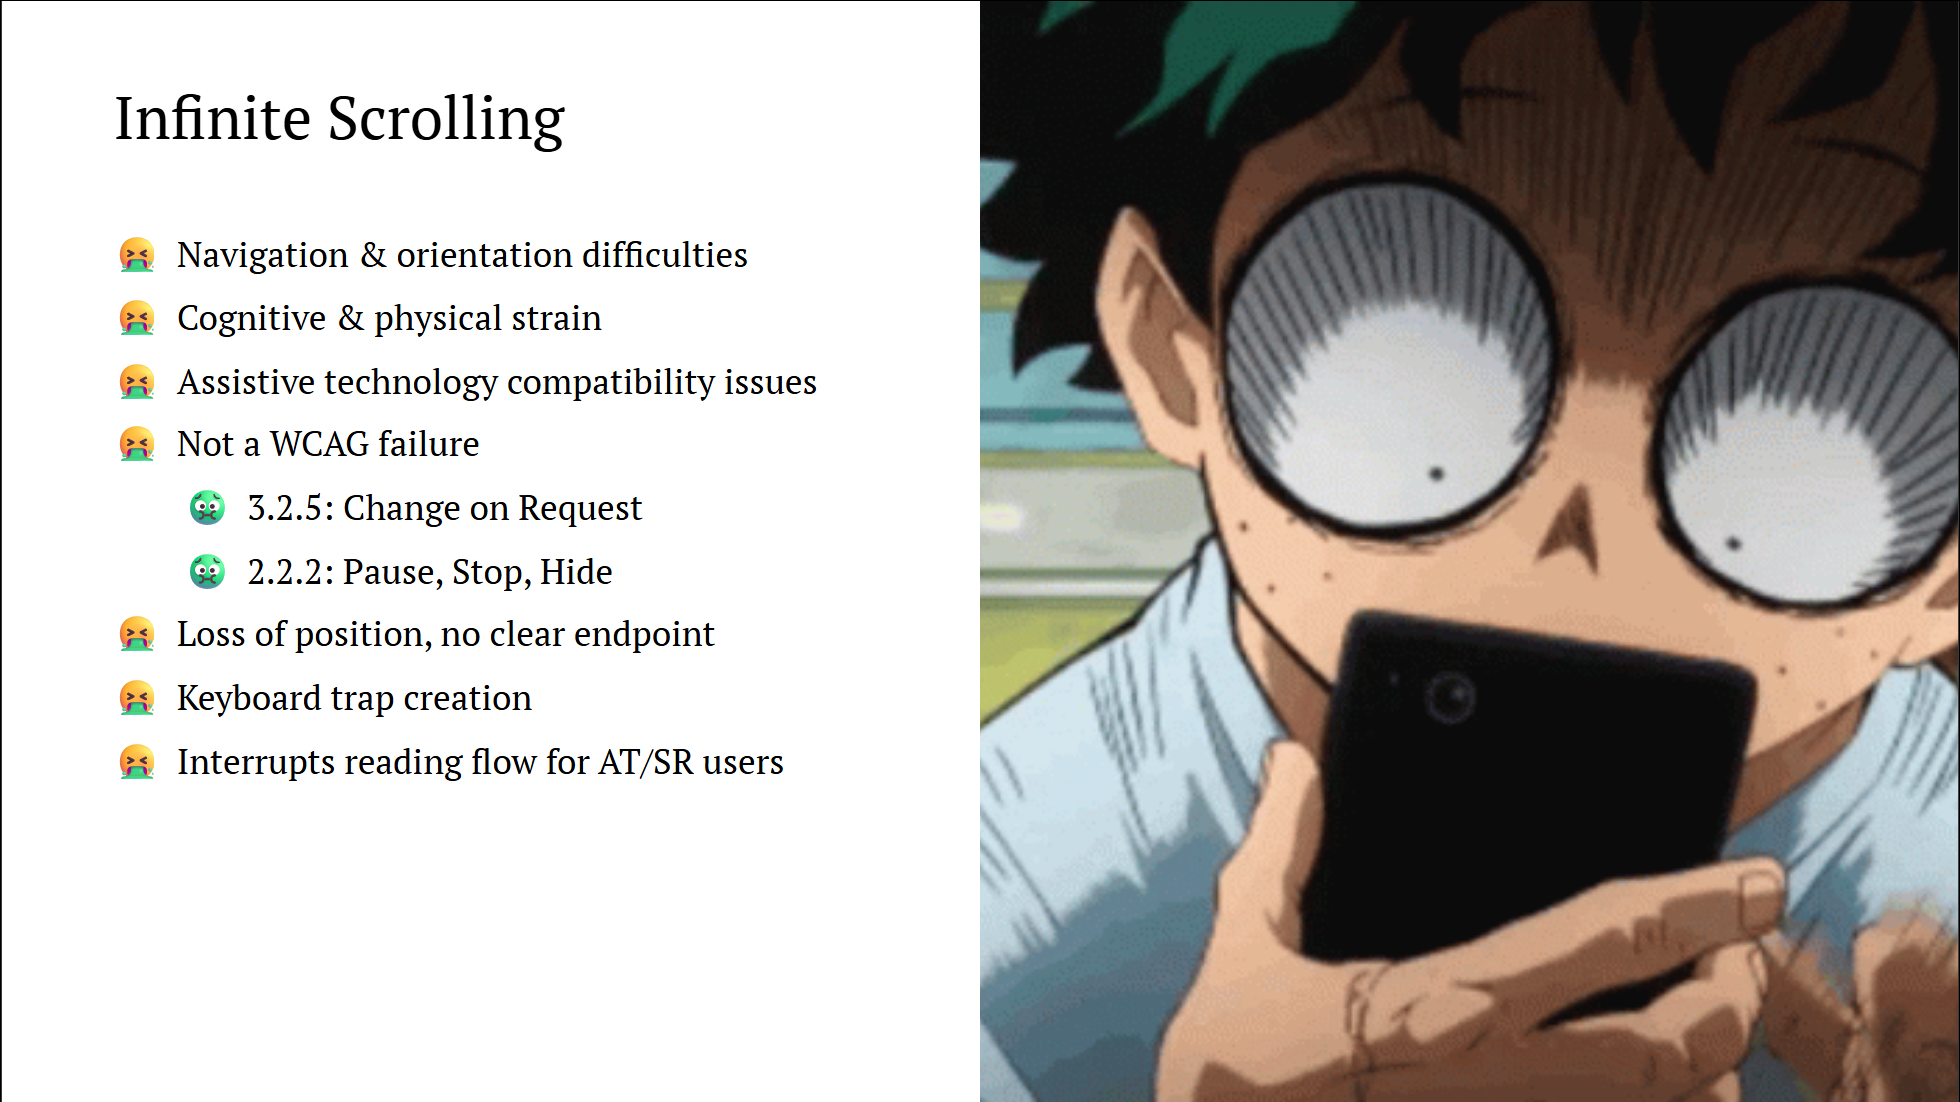 Infinite Scrolling
🤮 Navigation & orientation difficulties
🤮 Cognitive & physical strain
🤮 Assistive technology compatibility issues
🤮 Not a WCAG failure
🤢 3.2.5: Change on Request
🤢 2.2.2: Pause, Stop, Hide
🤮 Loss of position, no clear endpoint
🤮 Keyboard trap creation
🤮 Interrupts reading flow for AT/SR users